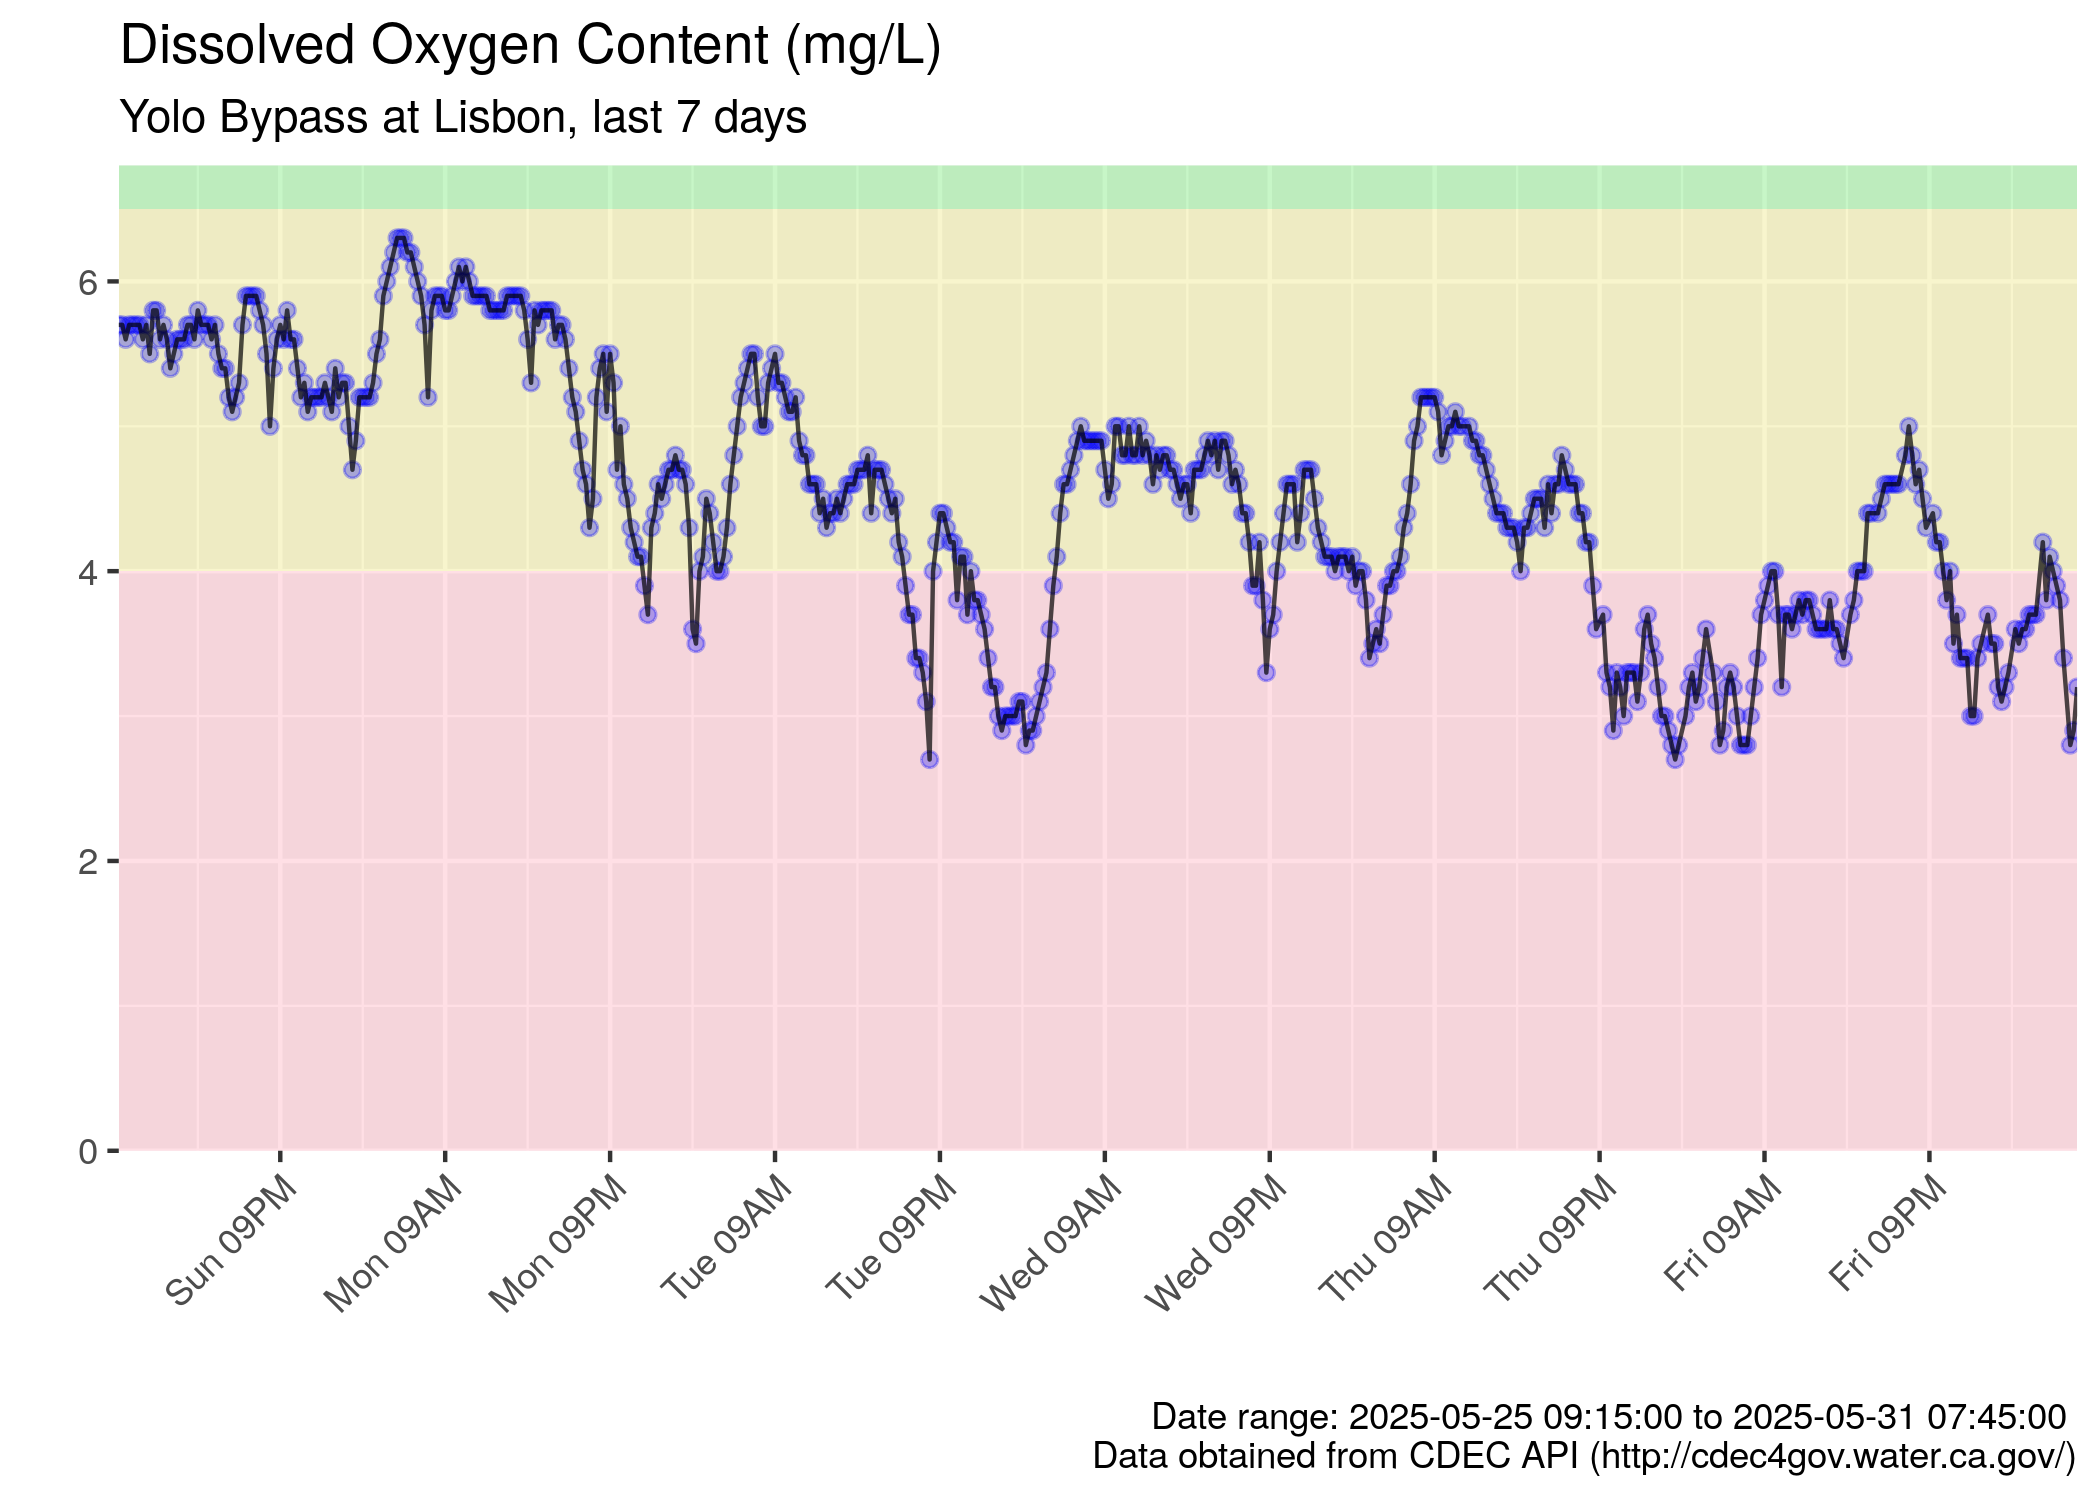 Dissolved Oxygen Content (mg/L)
Yolo Bypass at Lisbon, last 7 days
6
4
2
0
Sun 09PM
Mon 09AM
Mon 09PM
Tue 09AM
Tue 09PM
Wed 09AM
Wed 09PM
Thu 09AM
Thu 09PM
Fri 09AM
Fri 09PM
Date range: 2025-05-25 09:15:00 to 2025-05-31 07:45:00
Data obtained from CDEC API (http://cdec4gov.water.ca.gov/)